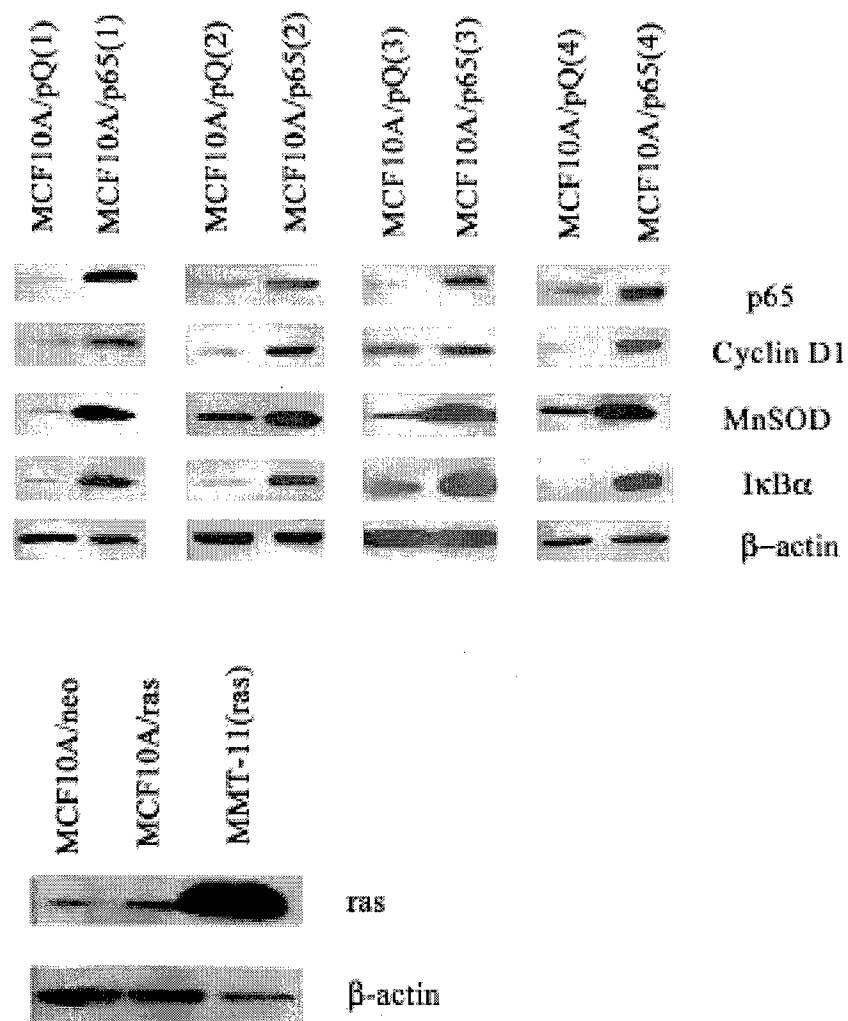 MCF10A/pQ(1)
MCF10A/p65(1)
MCF10A/pQ(2)
MCF10A/p65(2)
MCF10A/pQ(3)
MCF10A/p65(3)
MCF10A/pQ(4)
MCF10A/p65(4)
p65
Cyclin D1
MnSOD
IκBα
β–actin
MCF10A/neo
MCF10A/ras
MMT-11(ras)
ras
β-actin